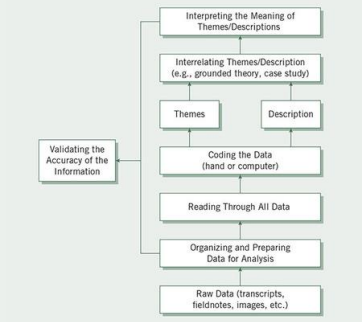 Interpreting the Meaning of
Themes/Descriptions
Interrelating Themes/Description
(e.g., grounded theory, case study)
Themes
Description
Validating the
Accuracy of the
Information
Coding the Data
(hand or computer)
Reading Through All Data
Organizing and Preparing
Data for Analysis
Raw Data (transcripts,
fieldnotes, images, etc.)